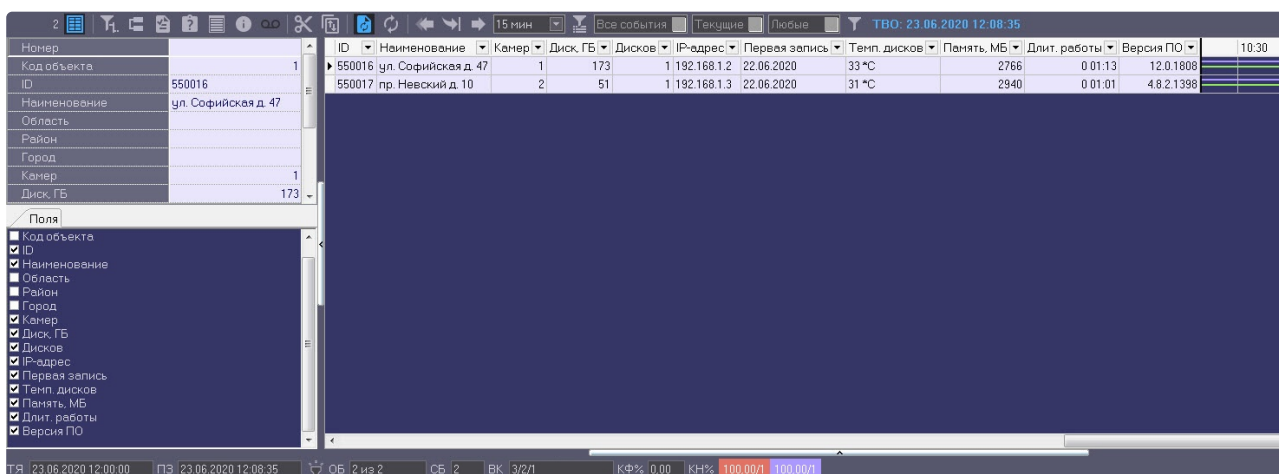 2 15 мин Все события Текущие Любые ТВО: 23.06.2020 12:08:35
Номер
Код объекта 1
ID 550016
Наименование ул. Софийская д. 47
Область
Район
Город
Камер 1
Диск, ГБ 173
ID Наименование Камер Диск, ГБ Дисков IP-адрес Первая запись Темп. дисков Память, МБ Длит. работы Версия ПО 10:30
550016 ул. Софийская д. 47 1 173 1 192.168.1.2 22.06.2020 33 °C 2766 0 01:13 12.0.1808
550017 пр. Невский д. 10 2 51 1 192.168.1.3 22.06.2020 31 °C 2940 0 01:01 4.8.2.1398
Поля
Код объекта
ID
Наименование
Область
Район
Город
Камер
Диск, ГБ
Дисков
IP-адрес
Первая запись
Темп. дисков
Память, МБ
Длит. работы
Версия ПО
ТЯ 23.06.2020 12:00:00 ПЗ 23.06.2020 12:08:35 ОБ 2 из 2 СБ 2 ВК 3/2/1 КФ% 0.00 КН% 100.00/1 100.00/1